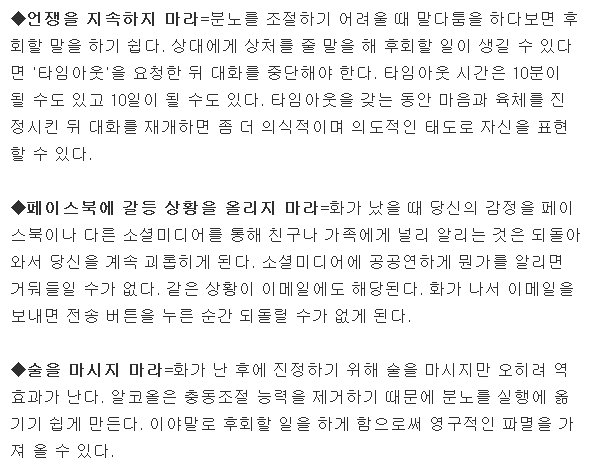 ◆언쟁을 지속하지 마라=분노를 조절하기 어려울 때 말다툼을 하다보면 후
회할 말을 하기 쉽다. 상대에게 상처를 줄 말을 해 후회할 일이 생길 수 있다
면 '타임아웃'을 요청한 뒤 대화를 중단해야 한다. 타임아웃 시간은 10분이
될 수도 있고 10일이 될 수도 있다. 타임아웃을 갖는 동안 마음과 육체를 진
정시킨 뒤 대화를 재개하면 좀 더 의식적이며 의도적인 태도로 자신을 표현
할 수 있다.
◆페이스북에 갈등 상황을 올리지 마라=화가 났을 때 당신의 감정을 페이
스북이나 다른 소셜미디어를 통해 친구나 가족에게 널리 알리는 것은 되돌아
와서 당신을 계속 괴롭히게 된다. 소셜미디어에 공공연하게 뭔가를 알리면
거둬들일 수가 없다. 같은 상황이 이메일에도 해당된다. 화가 나서 이메일을
보내면 전송 버튼을 누른 순간 되돌릴 수가 없게 된다.
◆술을 마시지 마라=화가 난 후에 진정하기 위해 술을 마시지만 오히려 역
효과가 난다. 알코올은 충동조절 능력을 제거하기 때문에 분노를 실행에 옮
기기 쉽게 만든다. 이야말로 후회할 일을 하게 함으로써 영구적인 파멸을 가
져 올 수 있다.